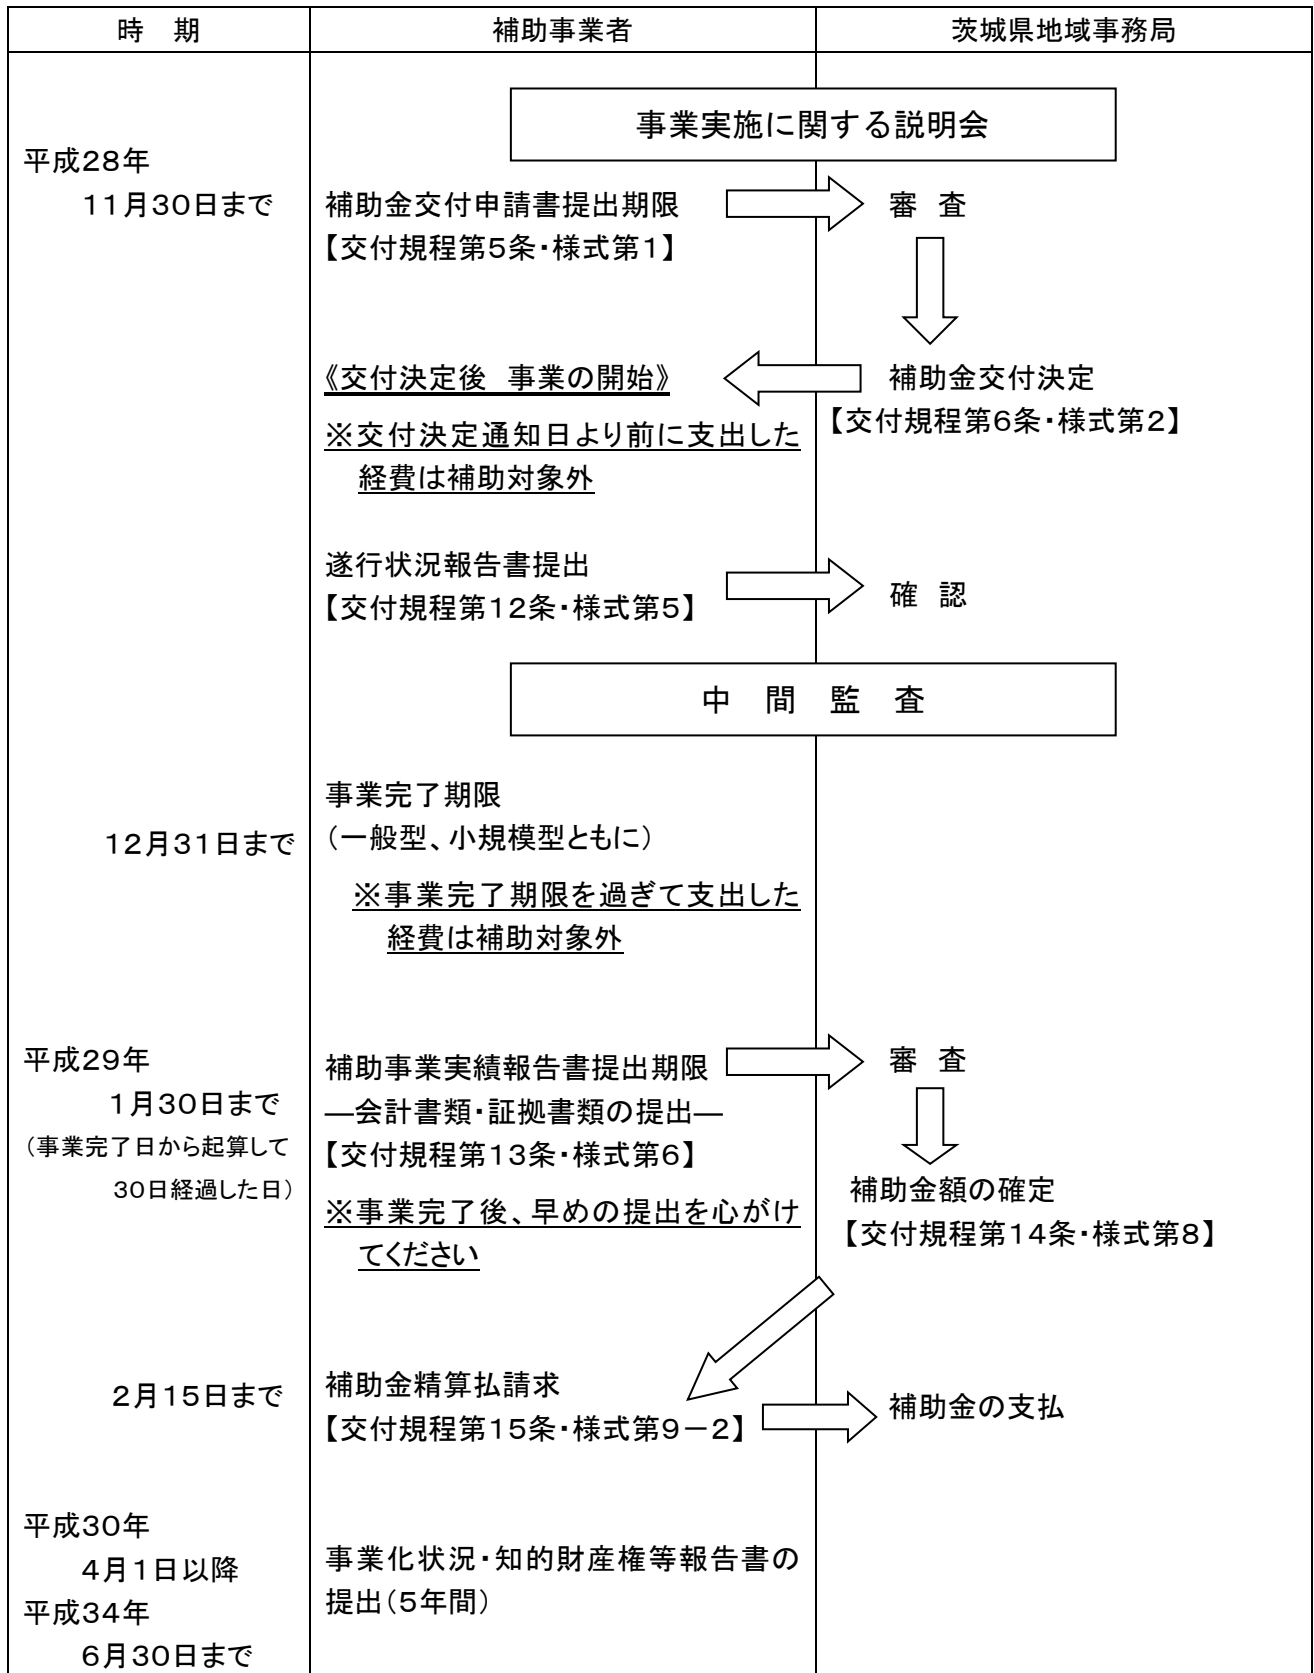 時　期
補助事業者
茨城県地域事務局
事業実施に関する説明会
平成28年
11月30日まで
補助金交付申請書提出期限
【交付規程第5条・様式第1】
審　査
《交付決定後　事業の開始》
※交付決定通知日より前に支出した
経費は補助対象外
補助金交付決定
【交付規程第6条・様式第2】
遂行状況報告書提出
【交付規程第12条・様式第5】
確　認
中　間　監　査
12月31日まで
事業完了期限
（一般型、小規模型ともに）
※事業完了期限を過ぎて支出した
経費は補助対象外
平成29年
1月30日まで
（事業完了日から起算して
30日経過した日）
補助事業実績報告書提出期限
―会計書類・証拠書類の提出―
【交付規程第13条・様式第6】
※事業完了後、早めの提出を心がけ
てください
審　査
補助金額の確定
【交付規程第14条・様式第8】
2月15日まで
補助金精算払請求
【交付規程第15条・様式第9－2】
補助金の支払
平成30年
4月1日以降
平成34年
6月30日まで
事業化状況・知的財産権等報告書の
提出（5年間）